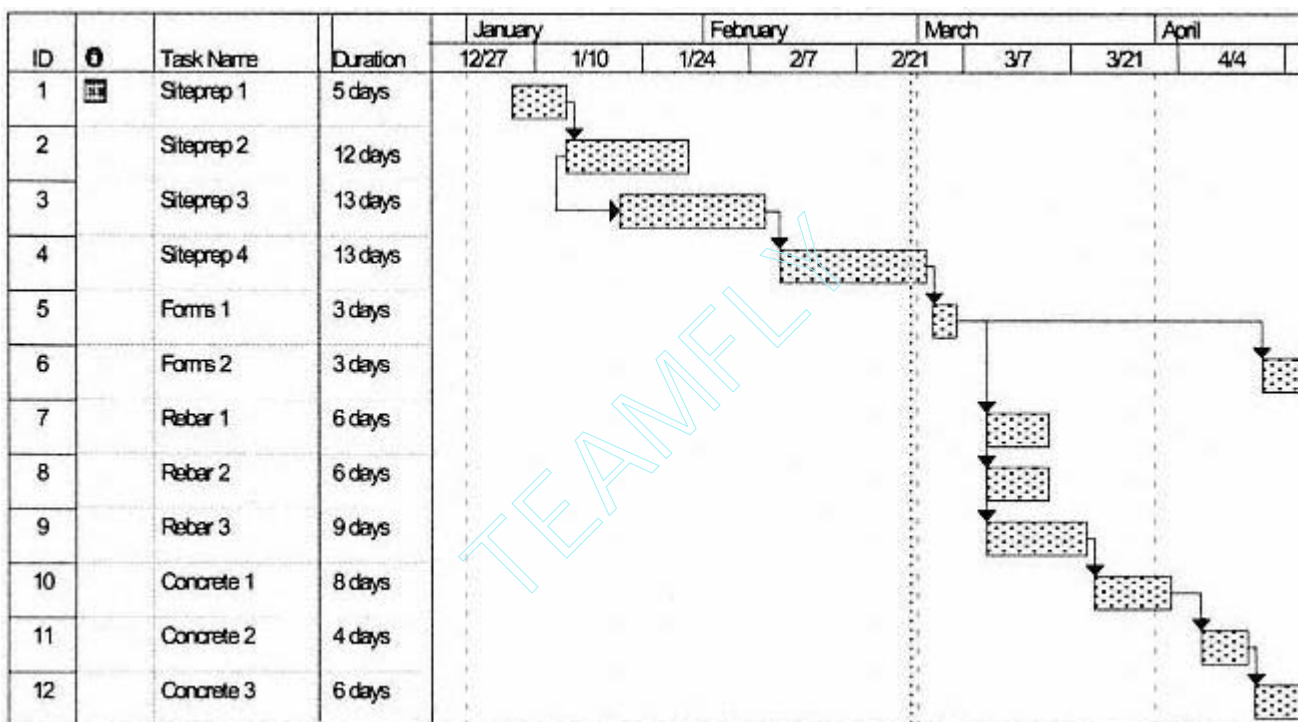 January February March April
ID Task Name Duration 12/27 1/10 1/24 2/7 2/21 3/7 3/21 4/4
1 Siteprep 1 5 days
2 Siteprep 2 12 days
3 Siteprep 3 13 days
4 Siteprep 4 13 days
5 Forms 1 3 days
6 Forms 2 3 days
7 Rebar 1 6 days
8 Rebar 2 6 days
9 Rebar 3 9 days
10 Concrete 1 8 days
11 Concrete 2 4 days
12 Concrete 3 6 days
TEAMFLY